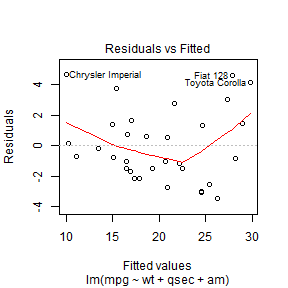 Residuals vs Fitted
Chrysler Imperial
Fiat 128
Toyota Corolla
Residuals
4
2
0
-2
-4
10
15
20
25
30
Fitted values
lm(mpg ~ wt + qsec + am)